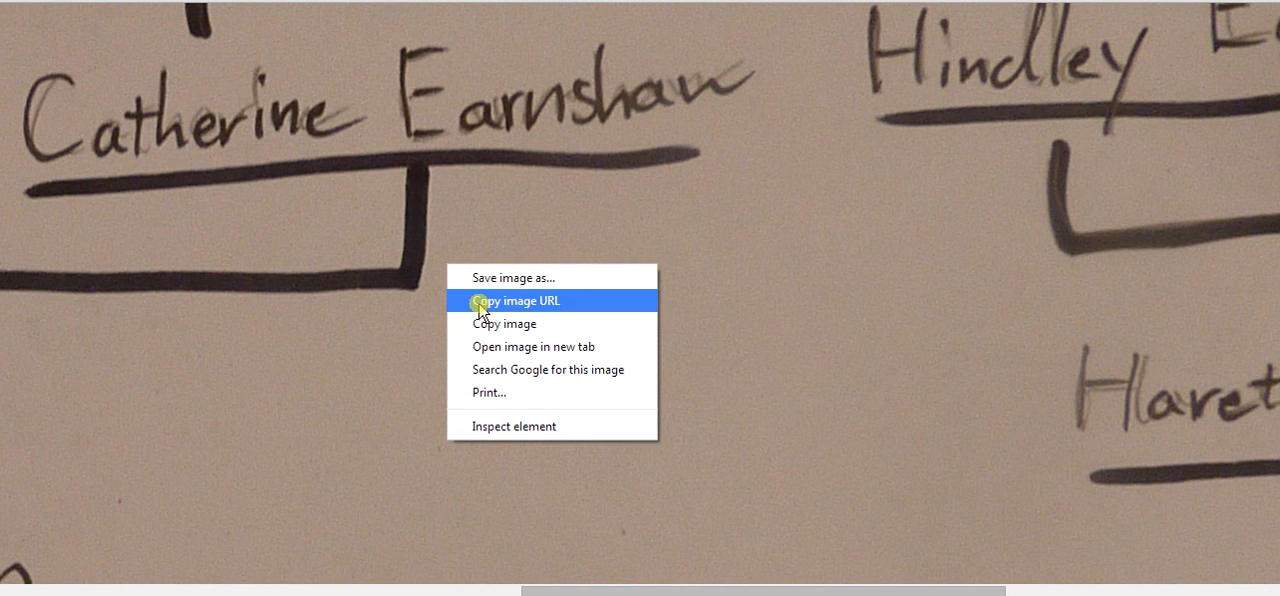 Catherine Earnshaw
Hindley
Save image as...
Copy image URL
Copy image
Open image in new tab
Search Google for this image
Print...
Inspect element